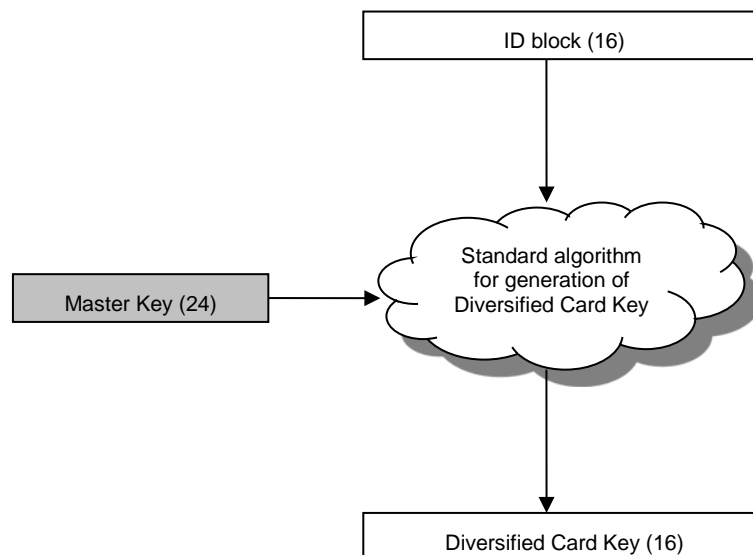 ID block (16)
Standard algorithm
for generation of
Diversified Card Key
Master Key (24)
Diversified Card Key (16)